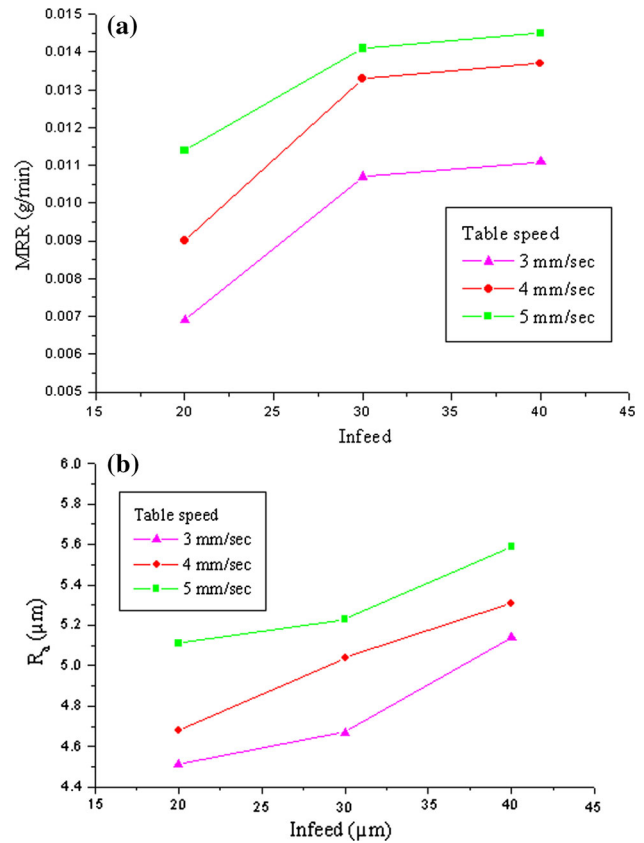 (a)
0.015
0.014
0.013
0.012
0.011
0.010
0.009
0.008
0.007
0.006
0.005
MRR (g/min)
Table speed
3 mm/sec
4 mm/sec
5 mm/sec
15 20 25 30 35 40 45
Infeed
(b)
6.0
5.8
5.6
5.4
5.2
5.0
4.8
4.6
4.4
Ra (μm)
Table speed
3 mm/sec
4 mm/sec
5 mm/sec
15 20 25 30 35 40 45
Infeed (μm)